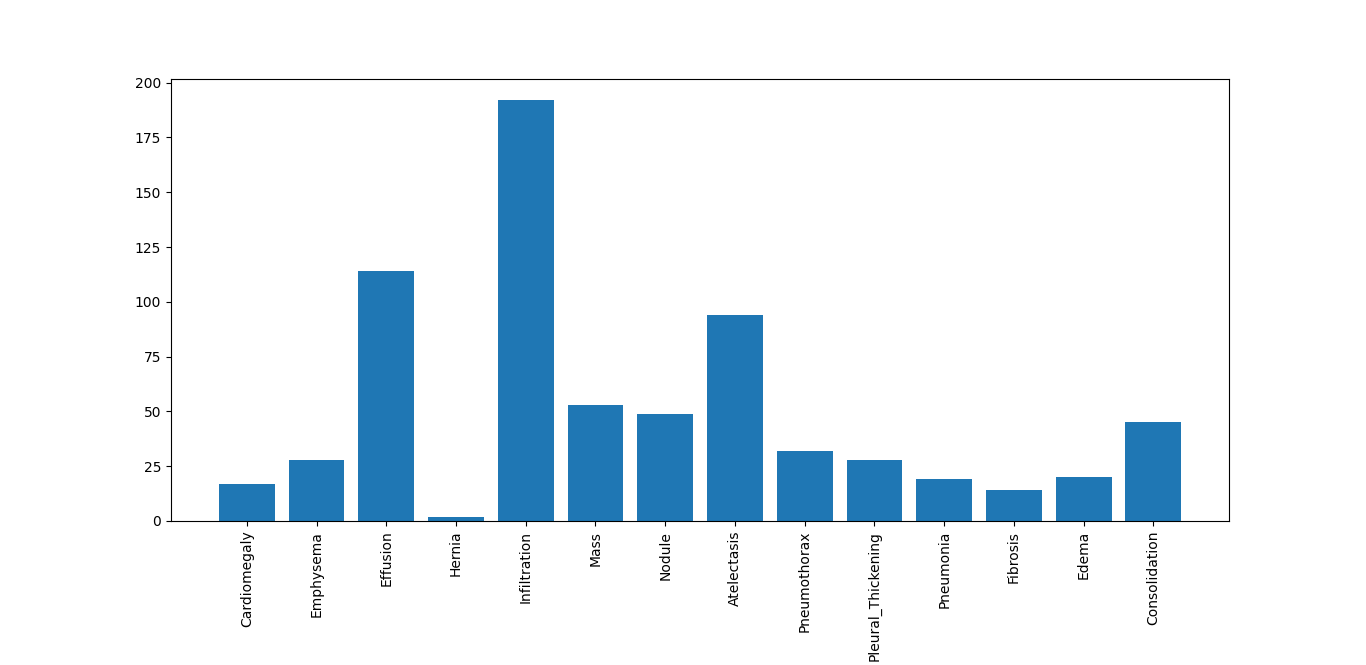 200
175
150
125
100
75
50
25
0
Cardiomegaly
Emphysema
Effusion
Hernia
Infiltration
Mass
Nodule
Atelectasis
Pneumothorax
Pleural_Thickening
Pneumonia
Fibrosis
Edema
Consolidation